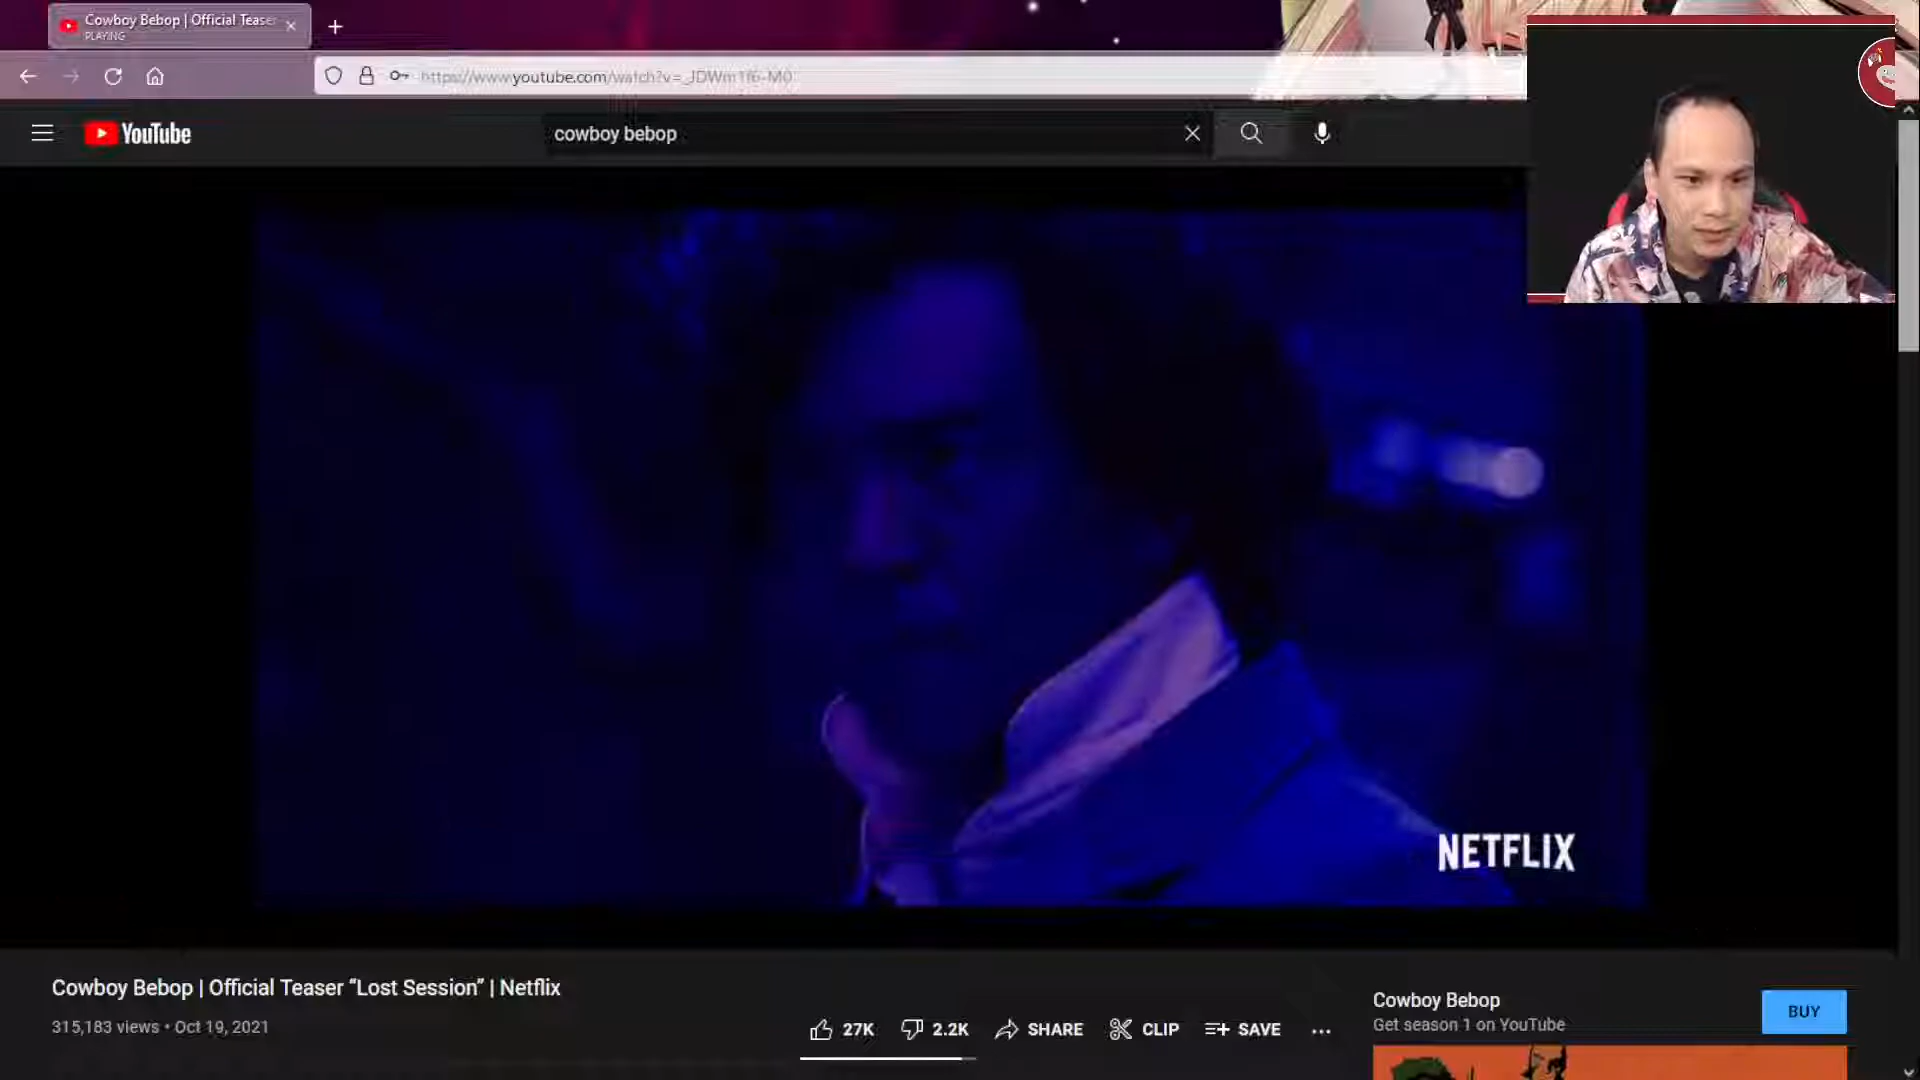 Cowboy Bebop | Official Teaser
PLAYING
https://www.youtube.com/watch?v=_JDWm1f6-M0
YouTube
cowboy bebop
NETFLIX
Cowboy Bebop | Official Teaser “Lost Session” | Netflix
315,183 views • Oct 19, 2021
27K
2.2K
SHARE
CLIP
SAVE
Cowboy Bebop
Get season 1 on YouTube
BUY